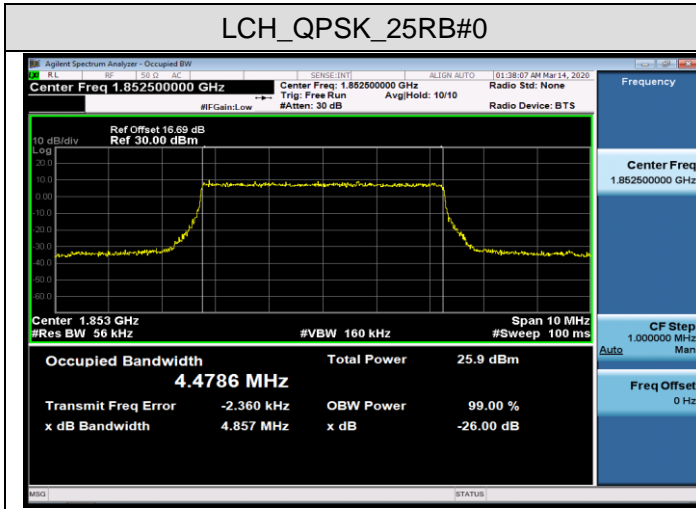 LCH_QPSK_25RB#0
Agilent Spectrum Analyzer - Occupied BW
RL RF 50 Ω AC SENSE:INT ALIGN AUTO 01:38:07 AM Mar 14, 2020
Center Freq 1.852500000 GHz
Center Freq: 1.852500000 GHz
Radio Std: None
Trig: Free Run Avg|Hold: 10/10
#IFGain:Low #Atten: 30 dB Radio Device: BTS
Ref Offset 16.69 dB
10 dB/div Ref 30.00 dBm
Log
20.0
10.0
0.00
-10.0
-20.0
-30.0
-40.0
-50.0
-60.0
Center 1.853 GHz Span 10 MHz
#Res BW 56 kHz #VBW 160 kHz #Sweep 100 ms
Occupied Bandwidth Total Power 25.9 dBm
4.4786 MHz
Transmit Freq Error -2.360 kHz OBW Power 99.00 %
x dB Bandwidth 4.857 MHz x dB -26.00 dB
MSG STATUS
Frequency
Center Freq
1.852500000 GHz
CF Step
1.000000 MHz
Auto Man
Freq Offset
0 Hz